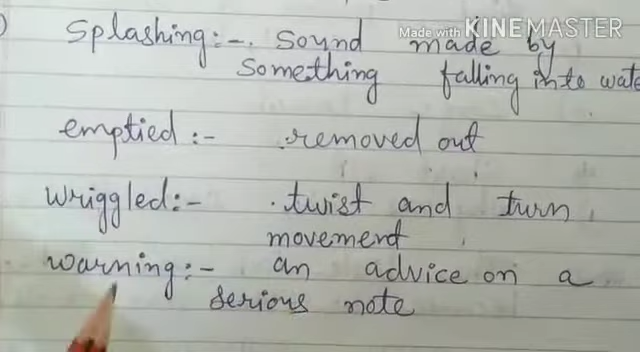 Made with KINEMASTER
splashing:- sound made by
something falling into wate
emptied:- removed out
wriggled:- twist and turn
movement
warning:- an advice on a
serious note